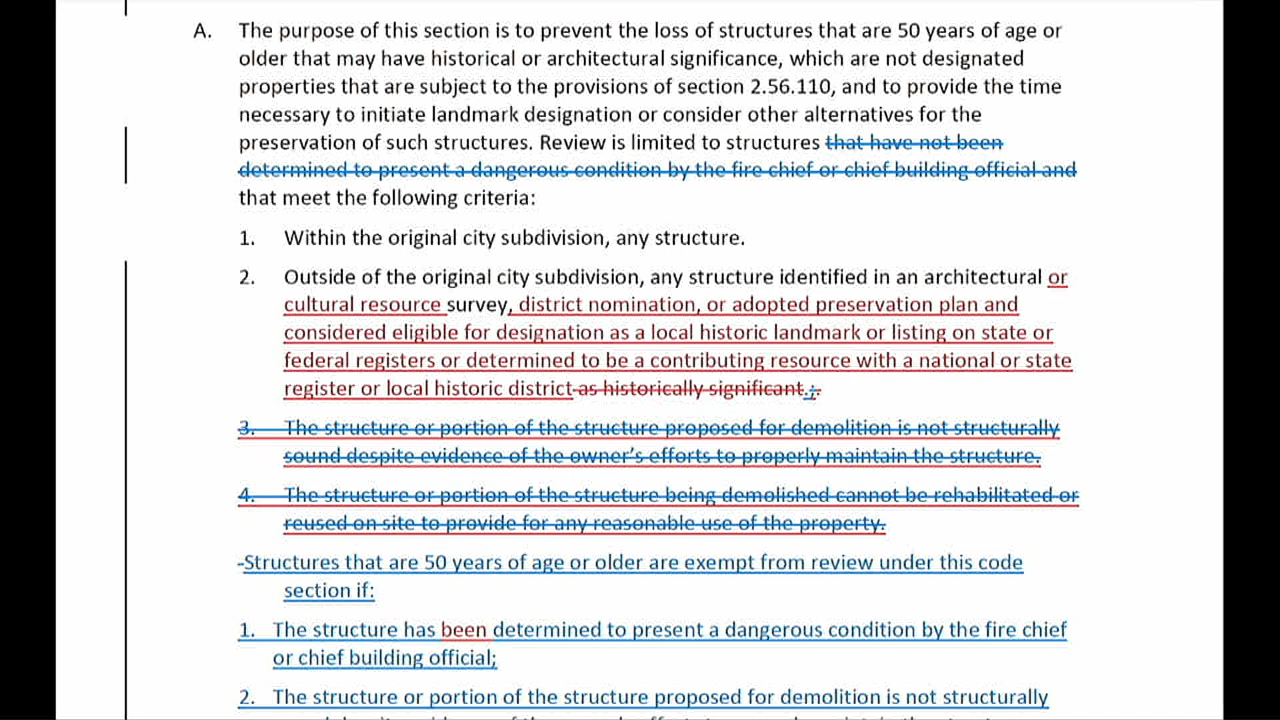 A. The purpose of this section is to prevent the loss of structures that are 50 years of age or
older that may have historical or architectural significance, which are not designated
properties that are subject to the provisions of section 2.56.110, and to provide the time
necessary to initiate landmark designation or consider other alternatives for the
preservation of such structures. Review is limited to structures that have not been
determined to present a dangerous condition by the fire chief or chief building official and
that meet the following criteria:
1. Within the original city subdivision, any structure.
2. Outside of the original city subdivision, any structure identified in an architectural or
cultural resource survey, district nomination, or adopted preservation plan and
considered eligible for designation as a local historic landmark or listing on state or
federal registers or determined to be a contributing resource with a national or state
register or local historic district as historically significant.;.
3. The structure or portion of the structure proposed for demolition is not structurally
sound despite evidence of the owner's efforts to properly maintain the structure.
4. The structure or portion of the structure being demolished cannot be rehabilitated or
reused on site to provide for any reasonable use of the property.
-Structures that are 50 years of age or older are exempt from review under this code
section if:
1. The structure has been determined to present a dangerous condition by the fire chief
or chief building official;
2. The structure or portion of the structure proposed for demolition is not structurally